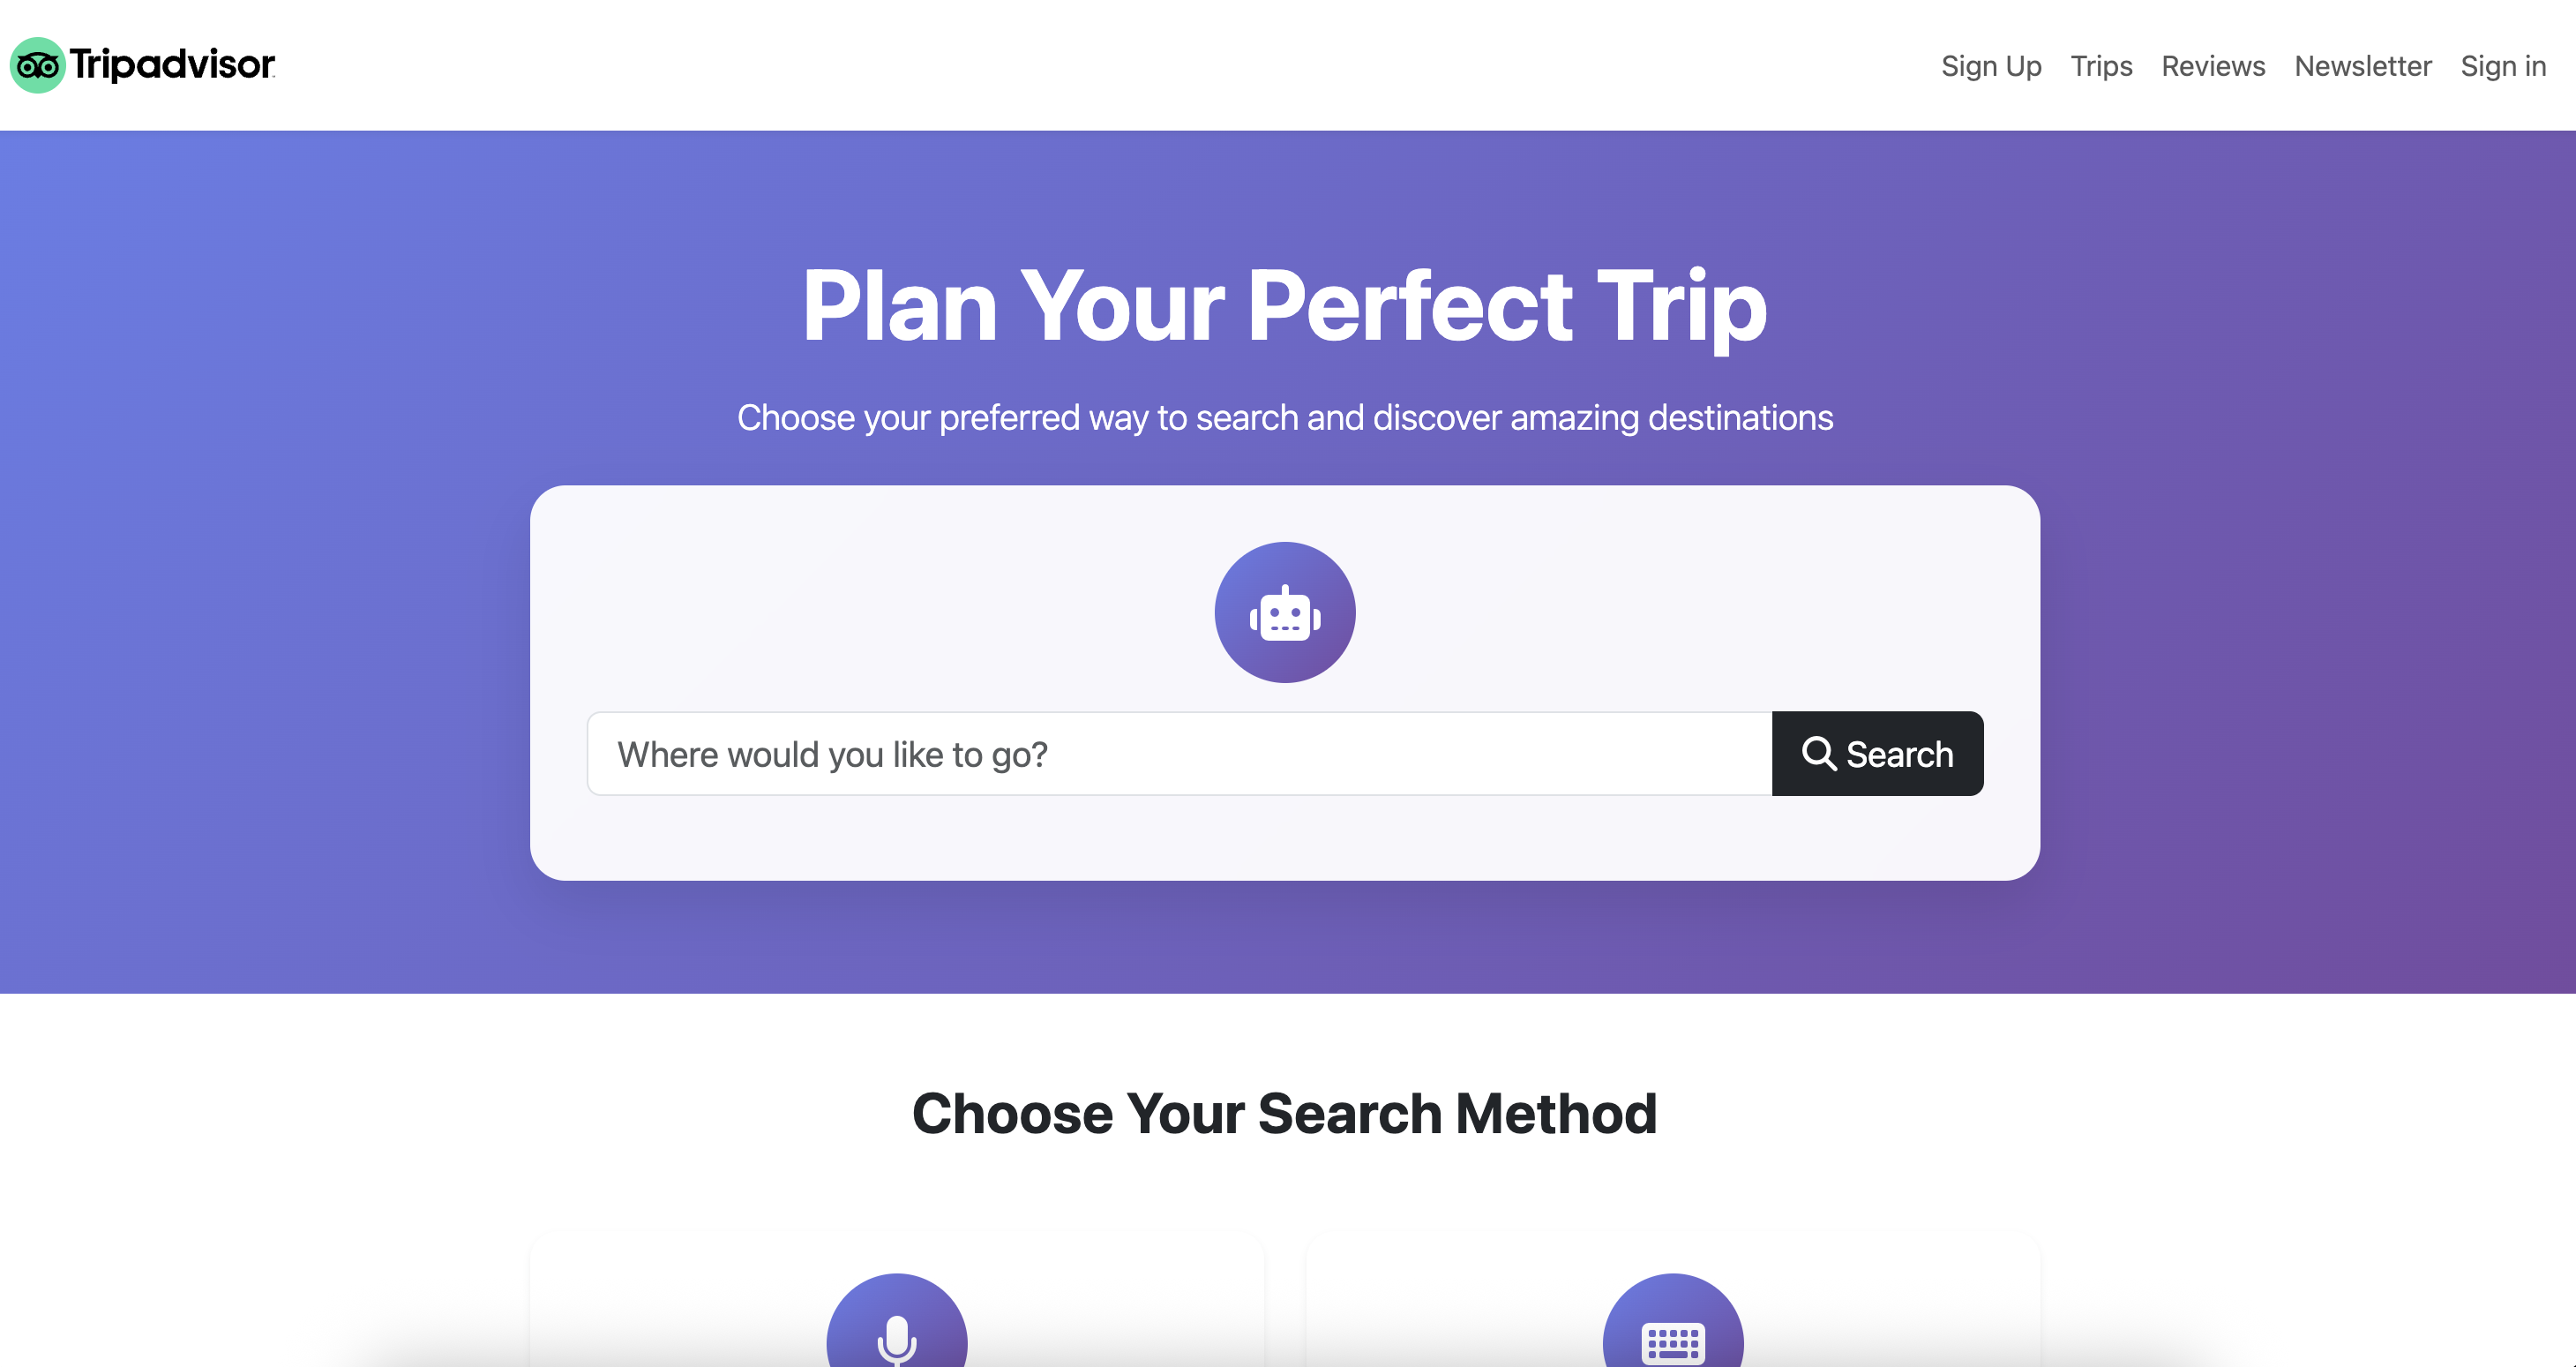 Tripadvisor
Sign Up Trips Reviews Newsletter Sign in
Plan Your Perfect Trip
Choose your preferred way to search and discover amazing destinations
Where would you like to go?
Search
Choose Your Search Method